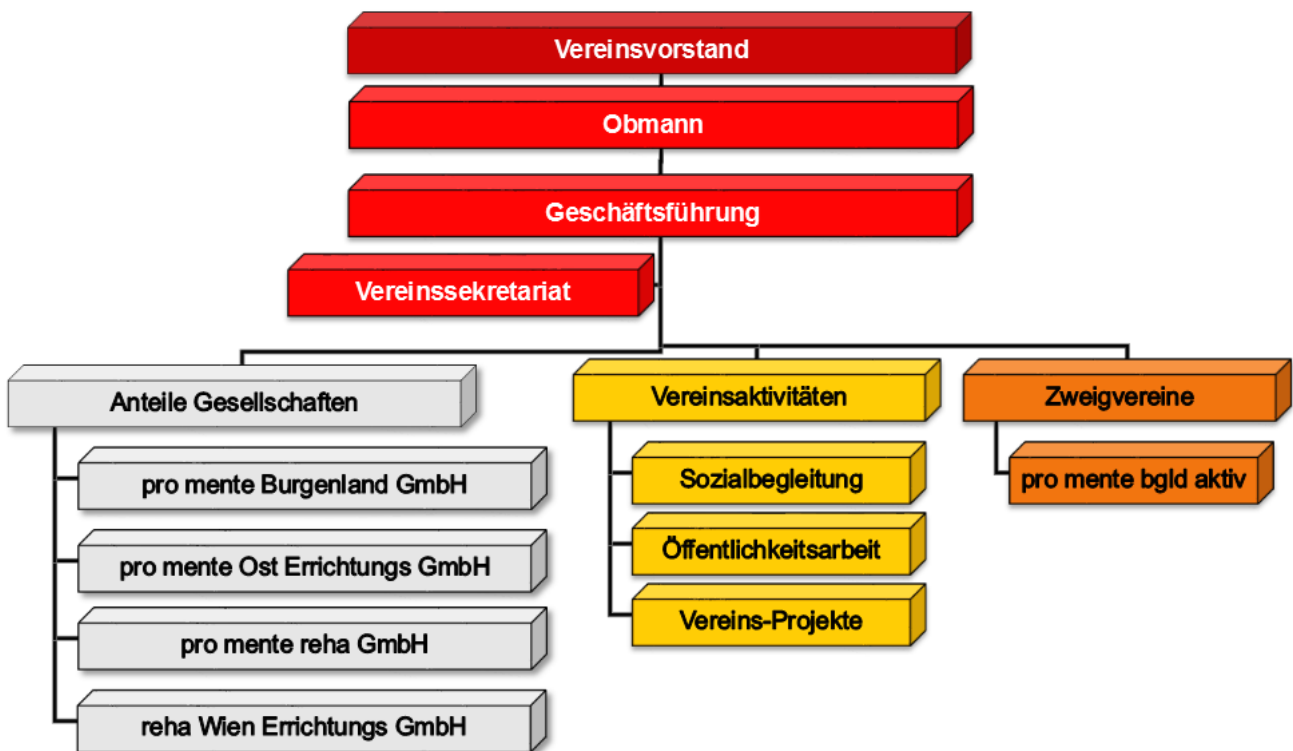 Vereinsvorstand
Obmann
Geschäftsführung
Vereinssekretariat
Anteile Gesellschaften
pro mente Burgenland GmbH
pro mente Ost Errichtungs GmbH
pro mente reha GmbH
reha Wien Errichtungs GmbH
Vereinsaktivitäten
Sozialbegleitung
Öffentlichkeitsarbeit
Vereins-Projekte
Zweigvereine
pro mente bgld aktiv